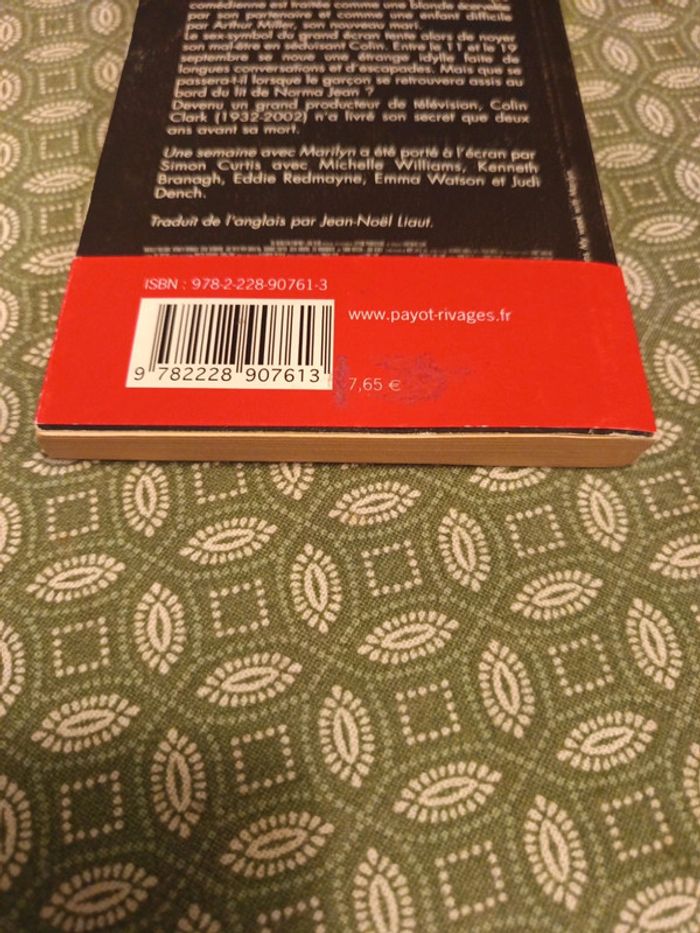 comédienne est traitée comme une blonde écervelée
par son partenaire et comme une enfant difficile
par Arthur Miller, son nouveau mari.
Le sex-symbol du grand écran tente alors de noyer
son mal-être en séduisant Colin. Entre le 11 et le 19
septembre se noue une étrange idylle faite de
longues conversations et d'escapades. Mais que se
passera-t-il lorsque le garçon se retrouvera assis au
bord du lit de Norma Jean ?
Devenu un grand producteur de télévision, Colin
Clark (1932-2002) n'a livré son secret que deux
ans avant sa mort.
Une semaine avec Marilyn a été porté à l'écran par
Simon Curtis avec Michelle Williams, Kenneth
Branagh, Eddie Redmayne, Emma Watson et Judi
Dench.
Traduit de l'anglais par Jean-Noël Liaut.
ISBN : 978-2-228-90761-3
www.payot-rivages.fr
9 782228 907613
7,65 €